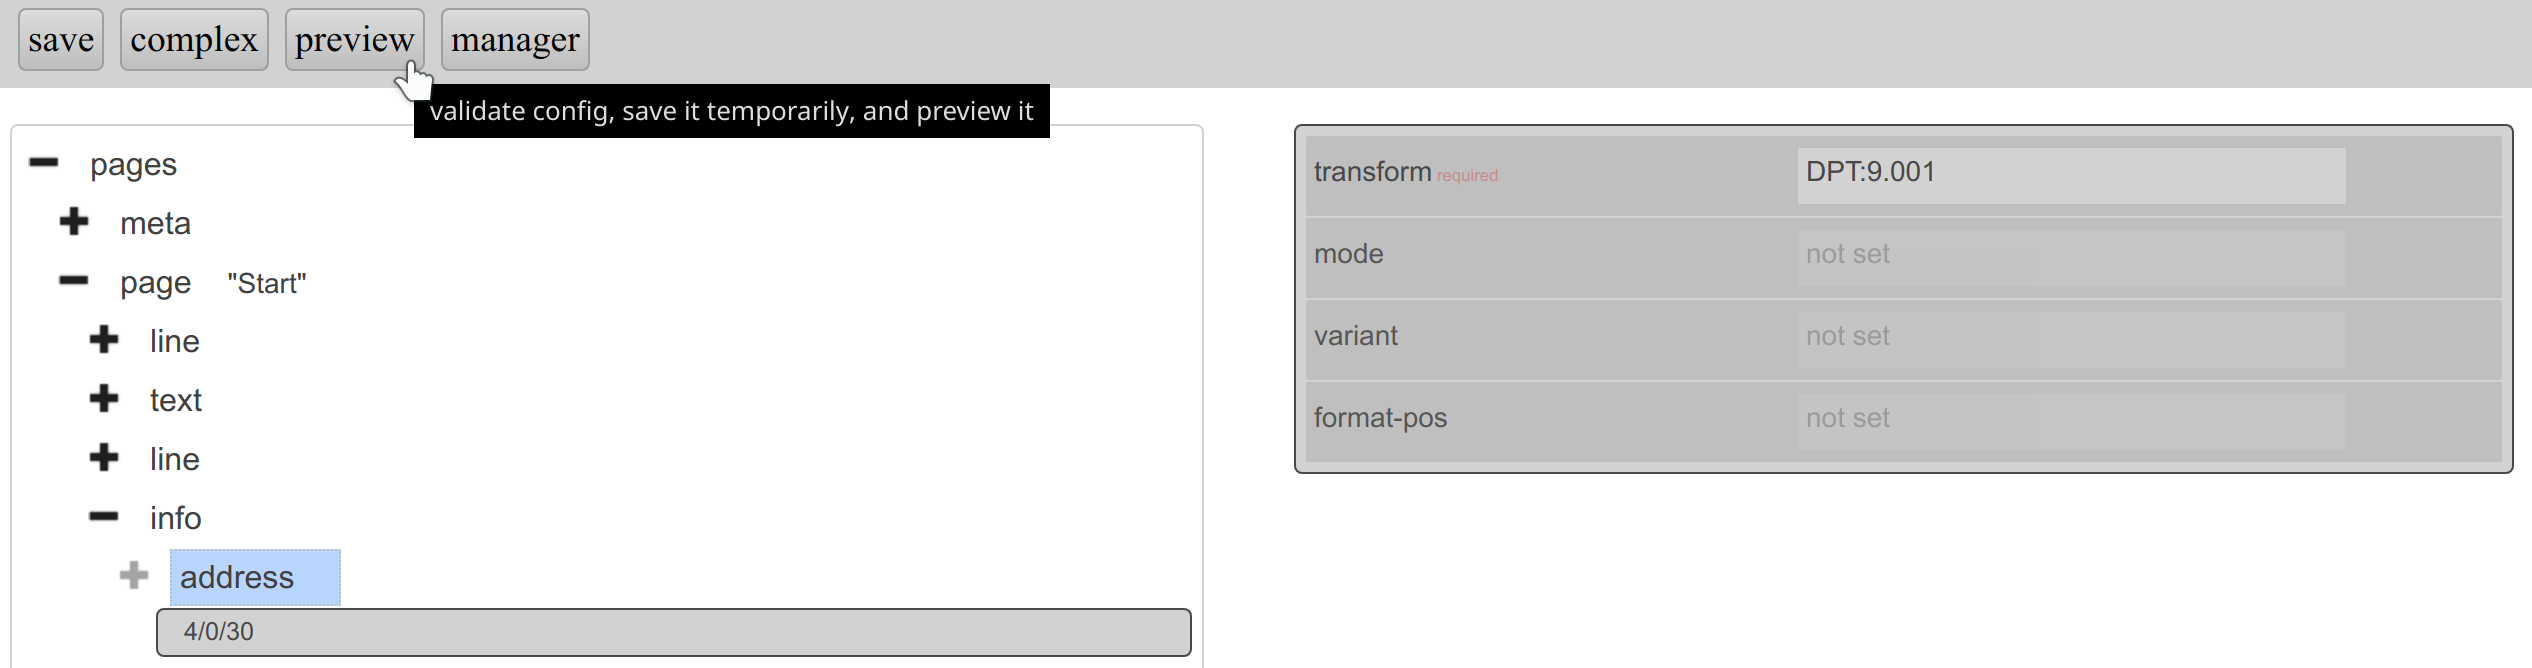 save complex preview manager
validate config, save it temporarily, and preview it
pages
meta
page "Start"
line
text
line
info
address
4/0/30
transform required DPT:9.001
mode not set
variant not set
format-pos not set